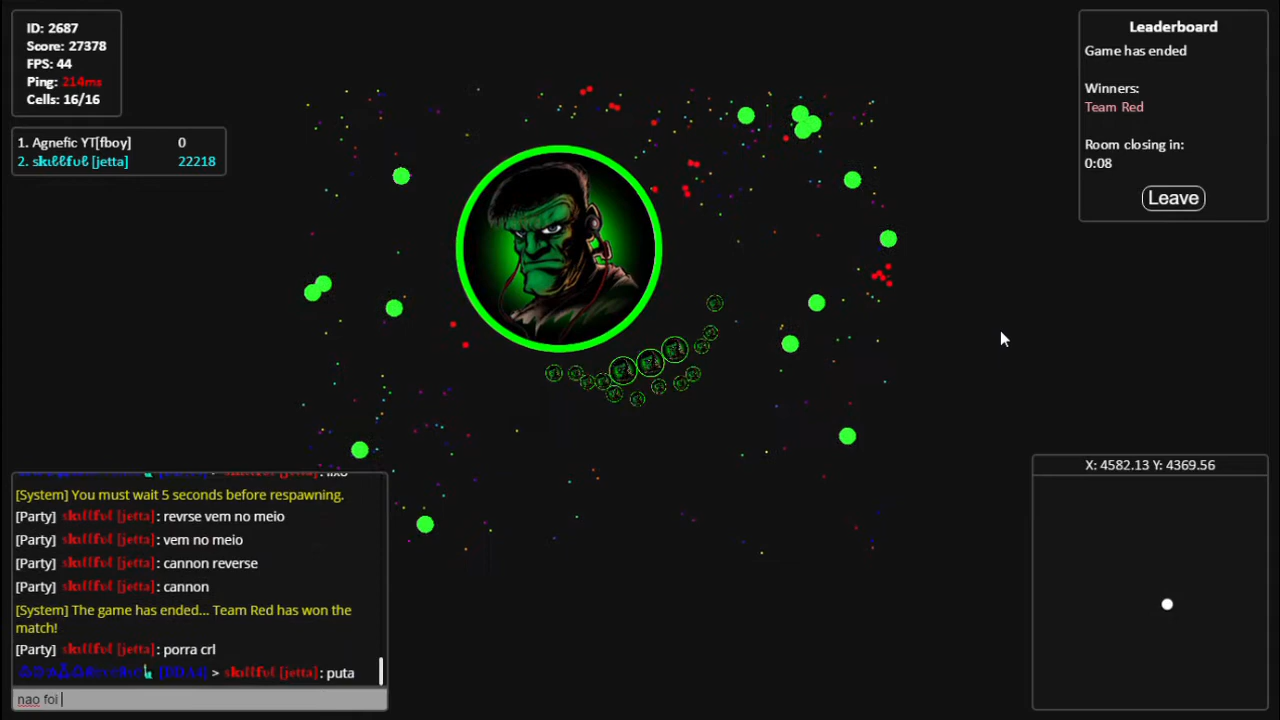 ID: 2687
Score: 27378
FPS: 44
Ping: 214ms
Cells: 16/16
1. Agnefic YT[fboy] 0
2. skillful [jetta] 22218
Leaderboard
Game has ended
Winners:
Team Red
Room closing in:
0:08
Leave
[System] You must wait 5 seconds before respawning.
[Party] skillful [jetta]: revrse vem no meio
[Party] skillful [jetta]: vem no meio
[Party] skillful [jetta]: cannon reverse
[Party] skillful [jetta]: cannon
[System] The game has ended... Team Red has won the
match!
[Party] skillful [jetta]: porra crl
> skillful [jetta]: puta
nao foi
X: 4582.13 Y: 4369.56